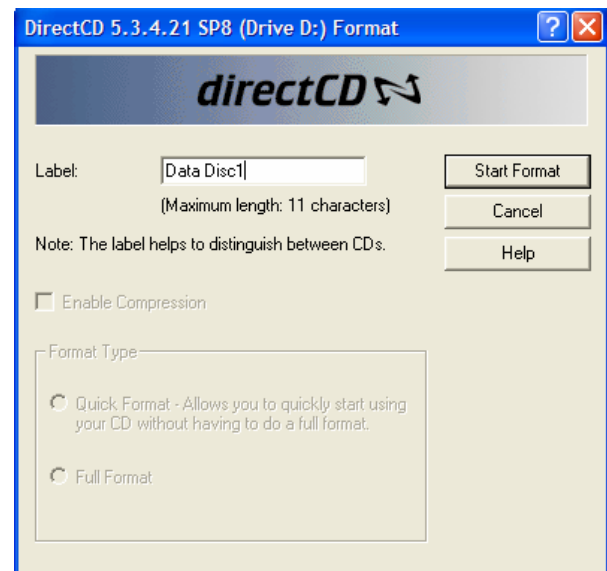 DirectCD 5.3.4.21 SP8 (Drive D:) Format
directCD
Label:
Data Disc1
Start Format
(Maximum length: 11 characters)
Cancel
Note: The label helps to distinguish between CDs.
Help
Enable Compression
Format Type
Quick Format - Allows you to quickly start using
your CD without having to do a full format.
Full Format